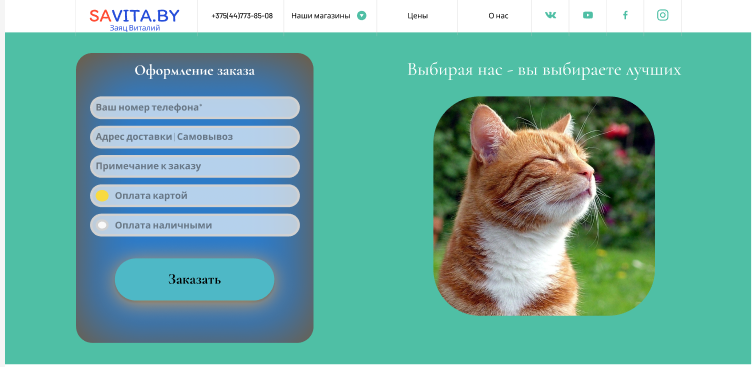 SAVITA.BY
Заяц Виталий
+375(44)773-85-08
Наши магазины
Цены
О нас
Оформление заказа
Ваш номер телефона*
Адрес доставки|Самовывоз
Примечание к заказу
Оплата картой
Оплата наличными
Заказать
Выбирая нас - вы выбираете лучших